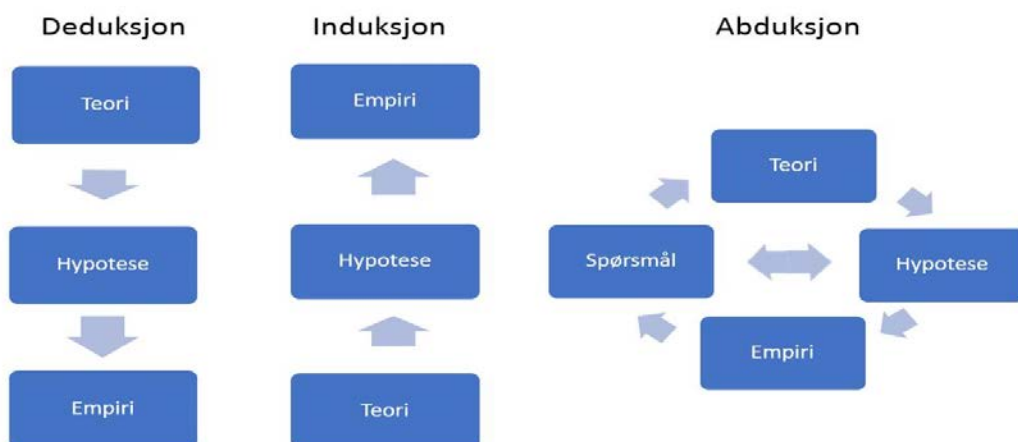 Deduksjon
Teori
Hypotese
Empiri
Induksjon
Empiri
Hypotese
Teori
Abduksjon
Teori
Spørsmål
Hypotese
Empiri